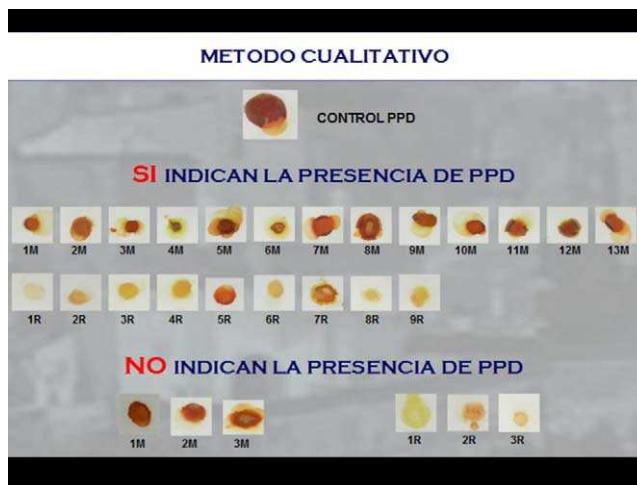 METODO CUALITATIVO
CONTROL PPD
SI INDICAN LA PRESENCIA DE PPD
1M 2M 3M 4M 5M 6M 7M 8M 9M 10M 11M 12M 13M
1R 2R 3R 4R 5R 6R 7R 8R 9R
NO INDICAN LA PRESENCIA DE PPD
1M 2M 3M 1R 2R 3R